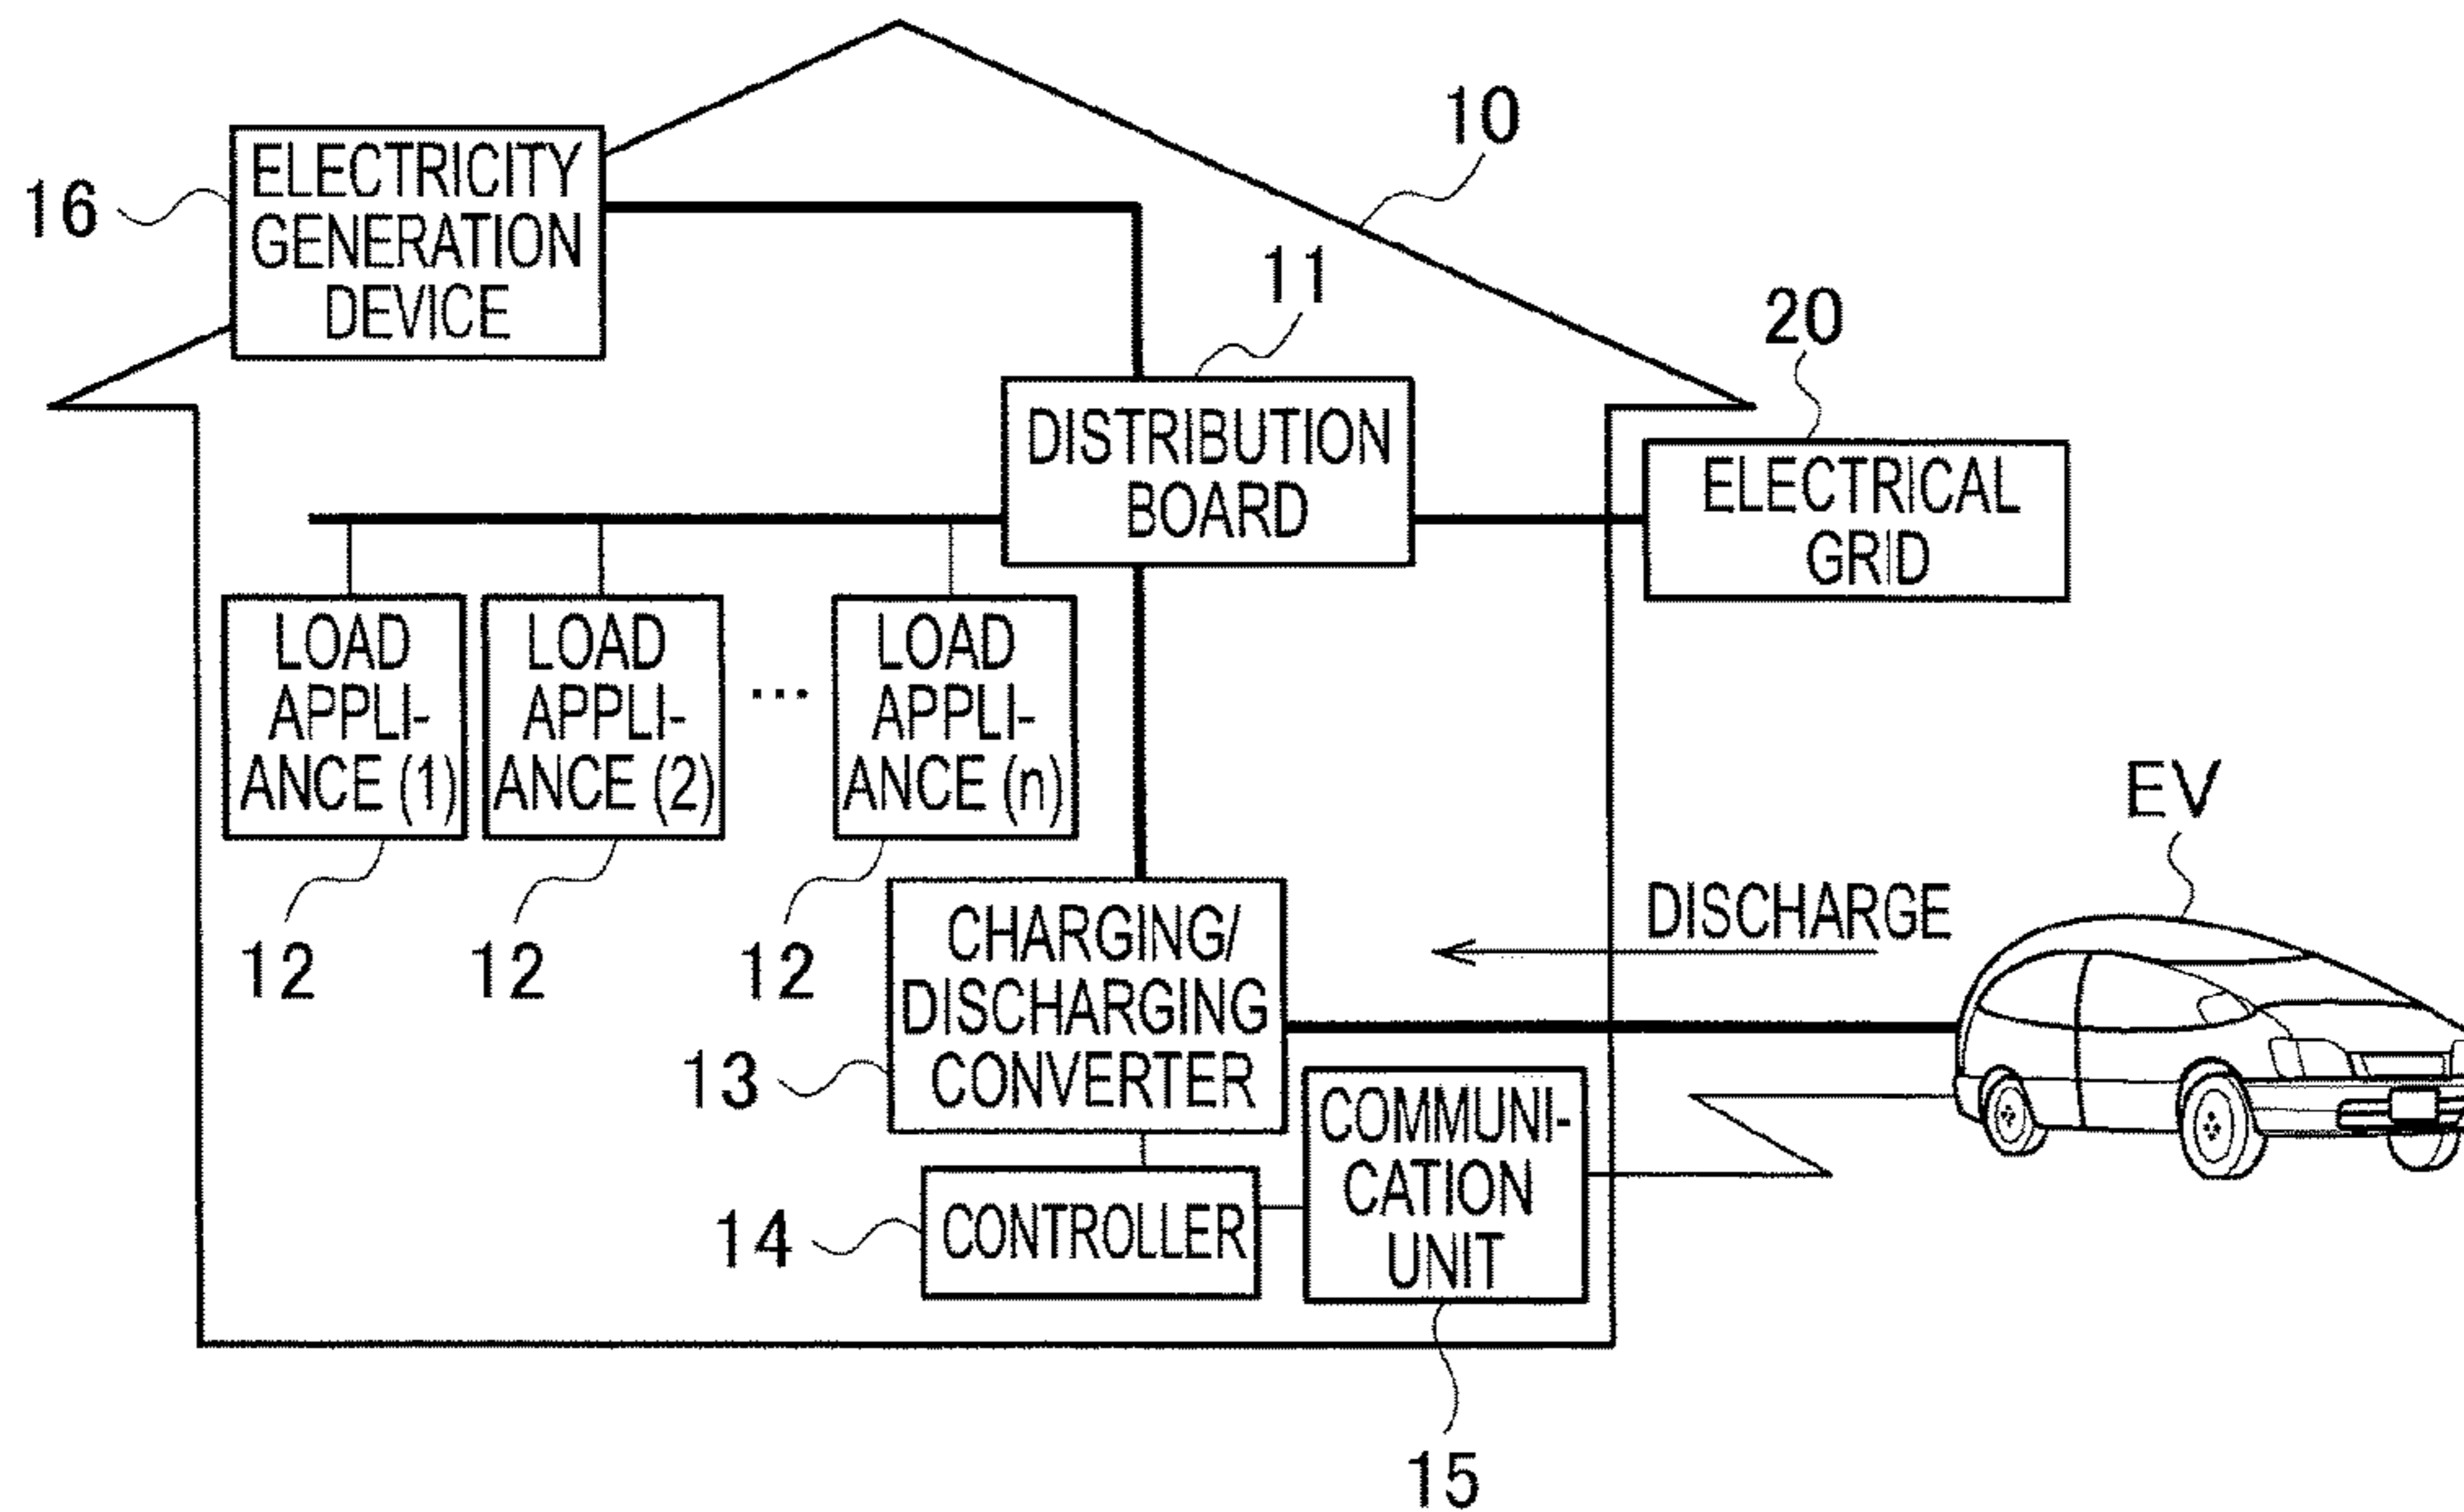 10
16
ELECTRICITY
GENERATION
DEVICE
11
20
DISTRIBUTION
BOARD
ELECTRICAL
GRID
LOAD
APPLI-
ANCE (1)
LOAD
APPLI-
ANCE (2)
...
LOAD
APPLI-
ANCE (n)
12
12
12
EV
DISCHARGE
CHARGING/
DISCHARGING
CONVERTER
13
COMMUNI-
CATION
UNIT
14
CONTROLLER
15